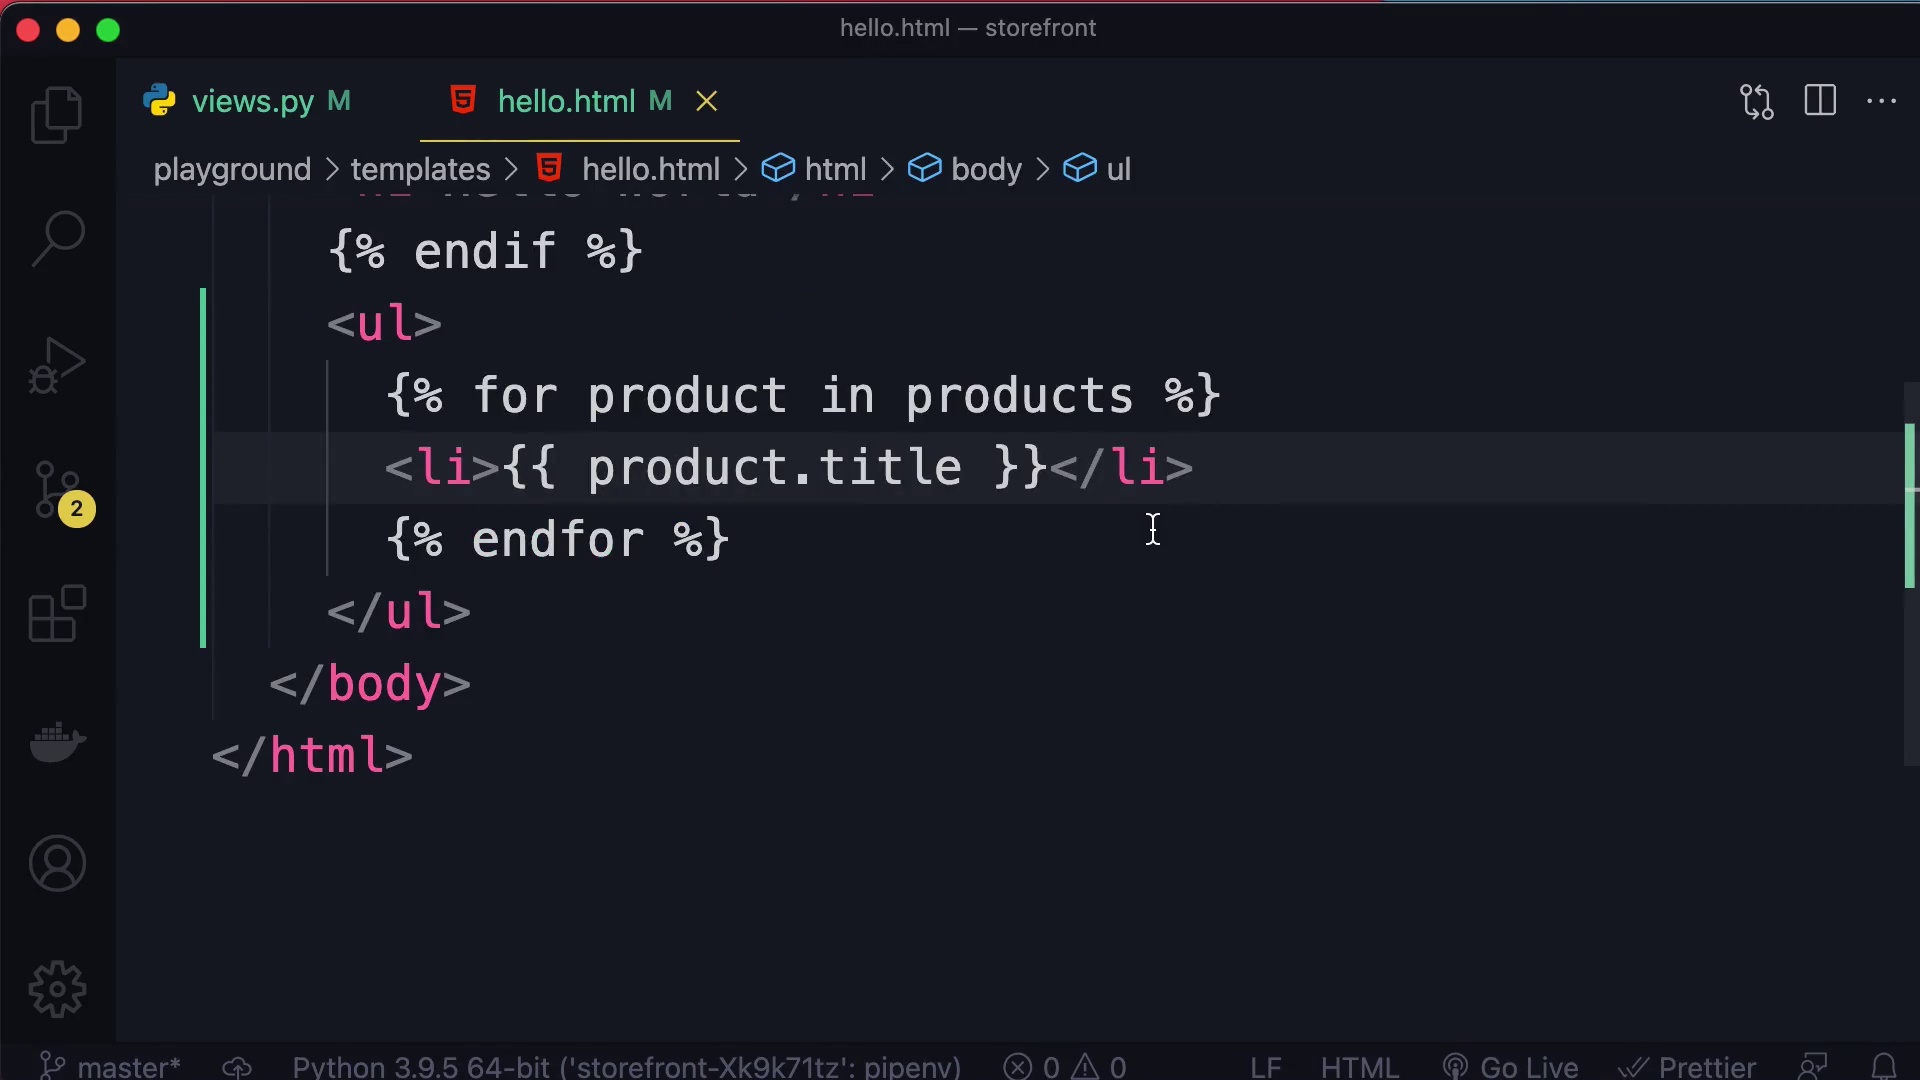 hello.html — storefront
views.py M
hello.html M
playground > templates > hello.html > html > body > ul
{% endif %}
<ul>
{% for product in products %}
<li>{{ product.title }}</li>
{% endfor %}
</ul>
</body>
</html>
2
master* Python 3.9.5 64-bit ('storefront-Xk9k71tz': pipenv) 0 0 LF HTML Go Live Prettier